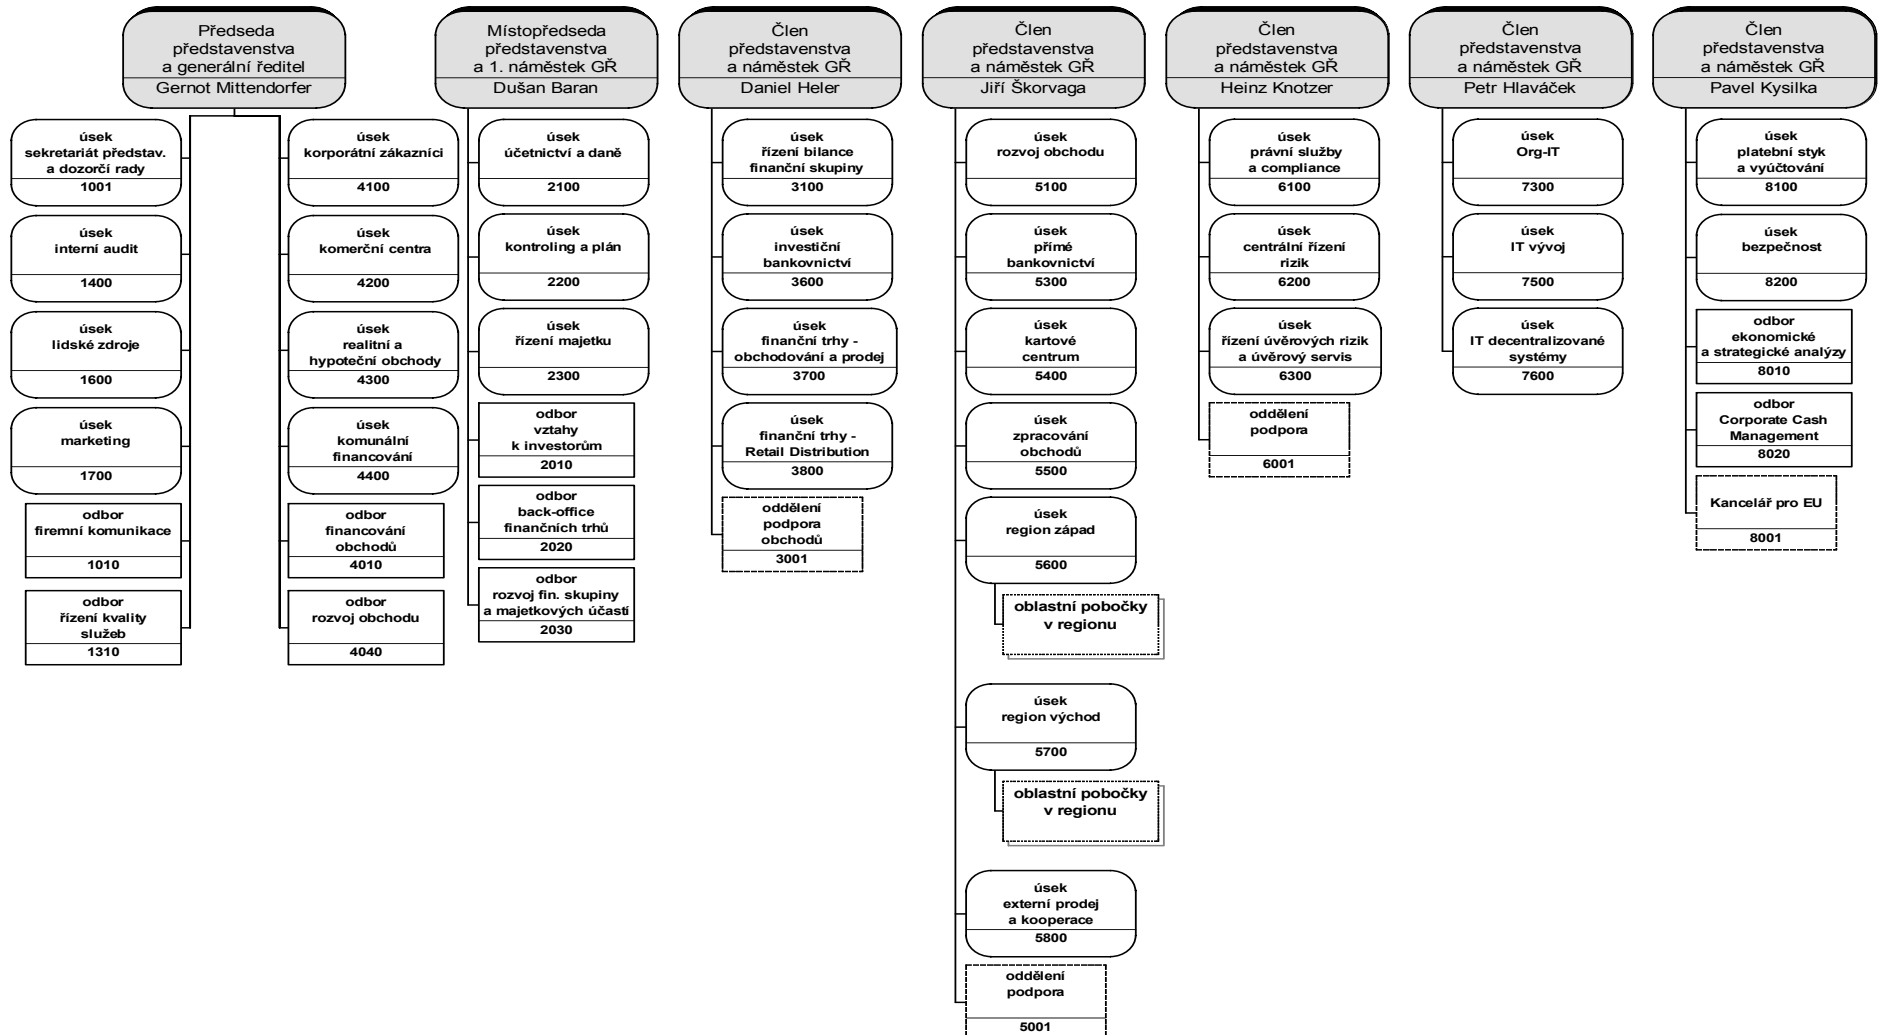 Předseda
představenstva
a generální ředitel
Gernot Mittendorfer
úsek
sekretariát představ.
a dozorčí rady
1001
úsek
interní audit
1400
úsek
lidské zdroje
1600
úsek
marketing
1700
odbor
firemní komunikace
1010
odbor
řízení kvality
služeb
1310
úsek
korporátní zákazníci
4100
úsek
komerční centra
4200
úsek
realitní a
hypoteční obchody
4300
úsek
komunální
financování
4400
odbor
financování
obchodů
4010
odbor
rozvoj obchodu
4040
Místopředseda
představenstva
a 1. náměstek GŘ
Dušan Baran
úsek
účetnictví a daně
2100
úsek
kontroling a plán
2200
úsek
řízení majetku
2300
odbor
vztahy
k investorům
2010
odbor
back-office
finančních trhů
2020
odbor
rozvoj fin. skupiny
a majetkových účastí
2030
Člen
představenstva
a náměstek GŘ
Daniel Heler
úsek
řízení bilance
finanční skupiny
3100
úsek
investiční
bankovnictví
3600
úsek
finanční trhy -
obchodování a prodej
3700
úsek
finanční trhy -
Retail Distribution
3800
oddělení
podpora
obchodů
3001
Člen
představenstva
a náměstek GŘ
Jiří Škorvaga
úsek
rozvoj obchodu
5100
úsek
přímé
bankovnictví
5300
úsek
kartové
centrum
5400
úsek
zpracování
obchodů
5500
úsek
region západ
5600
oblastní pobočky
v regionu
úsek
region východ
5700
oblastní pobočky
v regionu
úsek
externí prodej
a kooperace
5800
oddělení
podpora
5001
Člen
představenstva
a náměstek GŘ
Heinz Knotzer
úsek
právní služby
a compliance
6100
úsek
centrální řízení
rizik
6200
úsek
řízení úvěrových rizik
a úvěrový servis
6300
oddělení
podpora
6001
Člen
představenstva
a náměstek GŘ
Petr Hlaváček
úsek
Org-IT
7300
úsek
IT vývoj
7500
úsek
IT decentralizované
systémy
7600
Člen
představenstva
a náměstek GŘ
Pavel Kysilka
úsek
platební styk
a vyúčtování
8100
úsek
bezpečnost
8200
odbor
ekonomické
a strategické analýzy
8010
odbor
Corporate Cash
Management
8020
Kancelář pro EU
8001